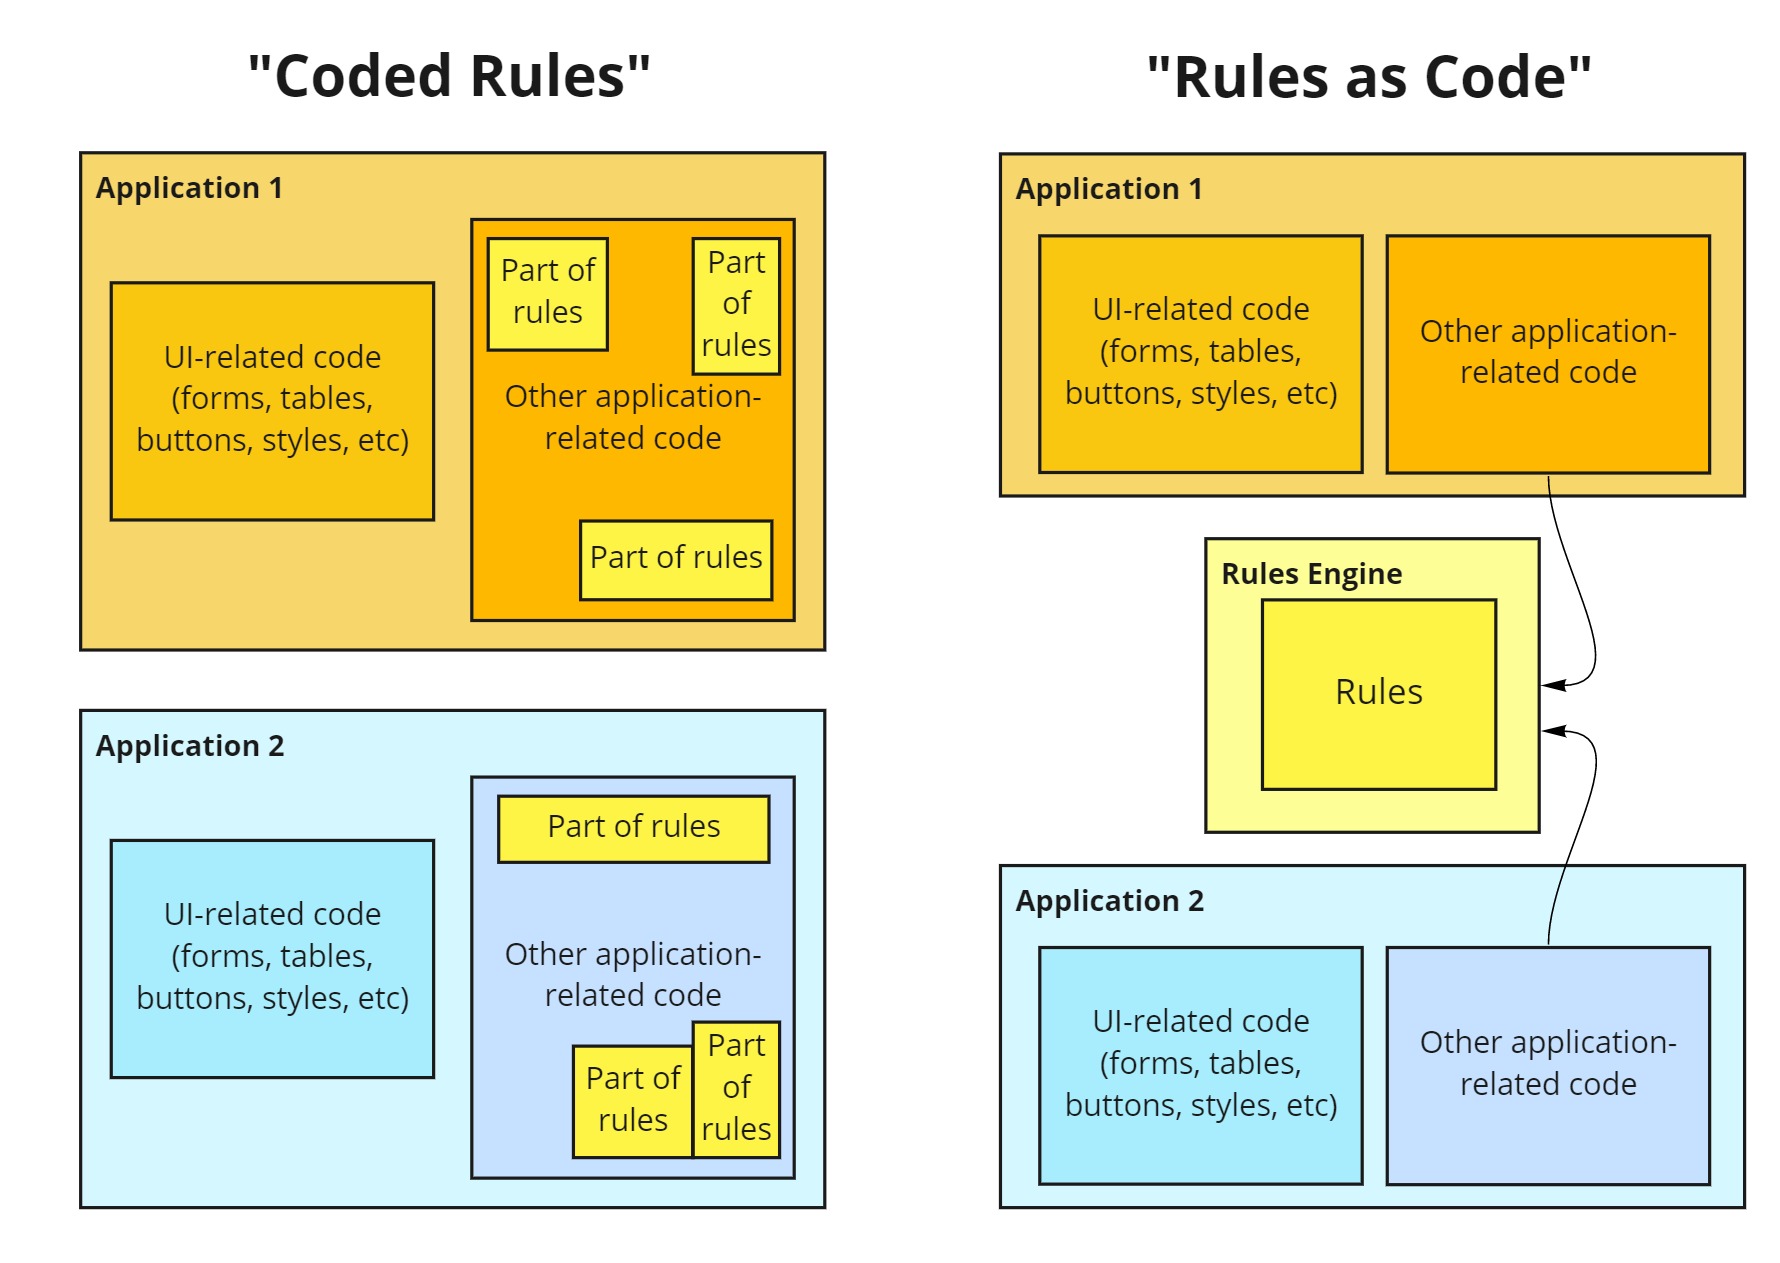 "Coded Rules"
Application 1
UI-related code
(forms, tables,
buttons, styles, etc)
Part of
rules
Part
of
rules
Other application-
related code
Part of rules
Application 2
UI-related code
(forms, tables,
buttons, styles, etc)
Part of rules
Other application-
related code
Part of
rules
Part
of
rules
"Rules as Code"
Application 1
UI-related code
(forms, tables,
buttons, styles, etc)
Other application-
related code
Rules Engine
Rules
Application 2
UI-related code
(forms, tables,
buttons, styles, etc)
Other application-
related code